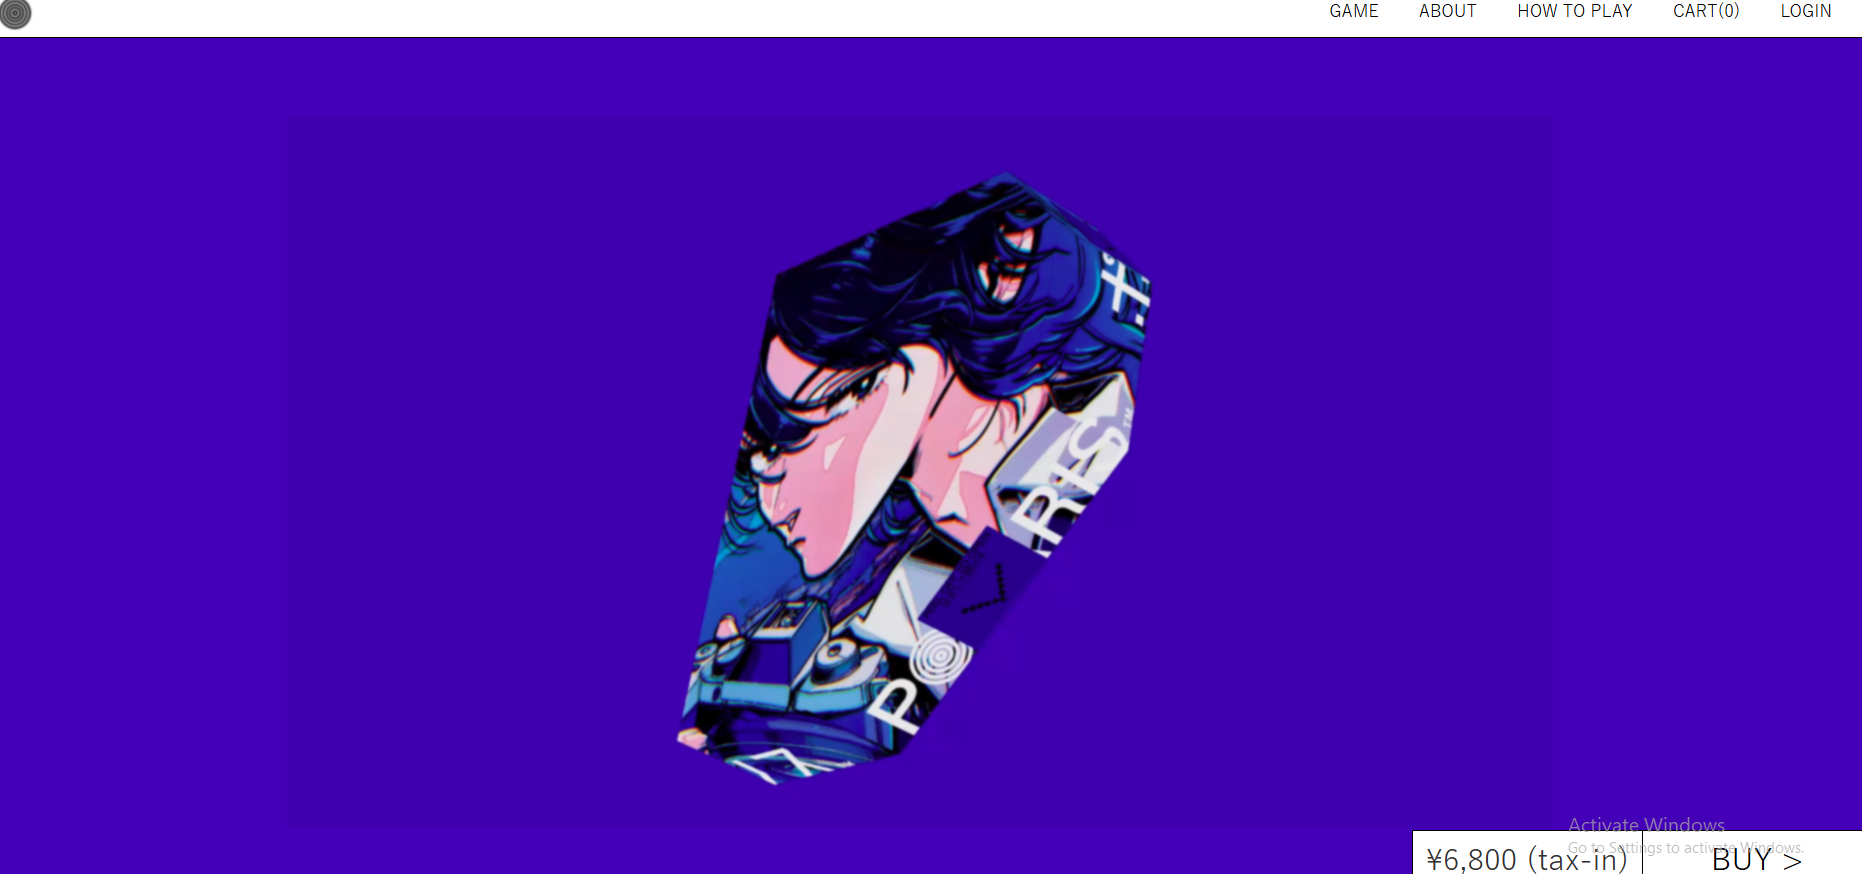 GAME ABOUT HOW TO PLAY CART(0) LOGIN
RIS™
P
Activate Windows
Go to Settings to activate Windows.
¥6,800 (tax-in) BUY >